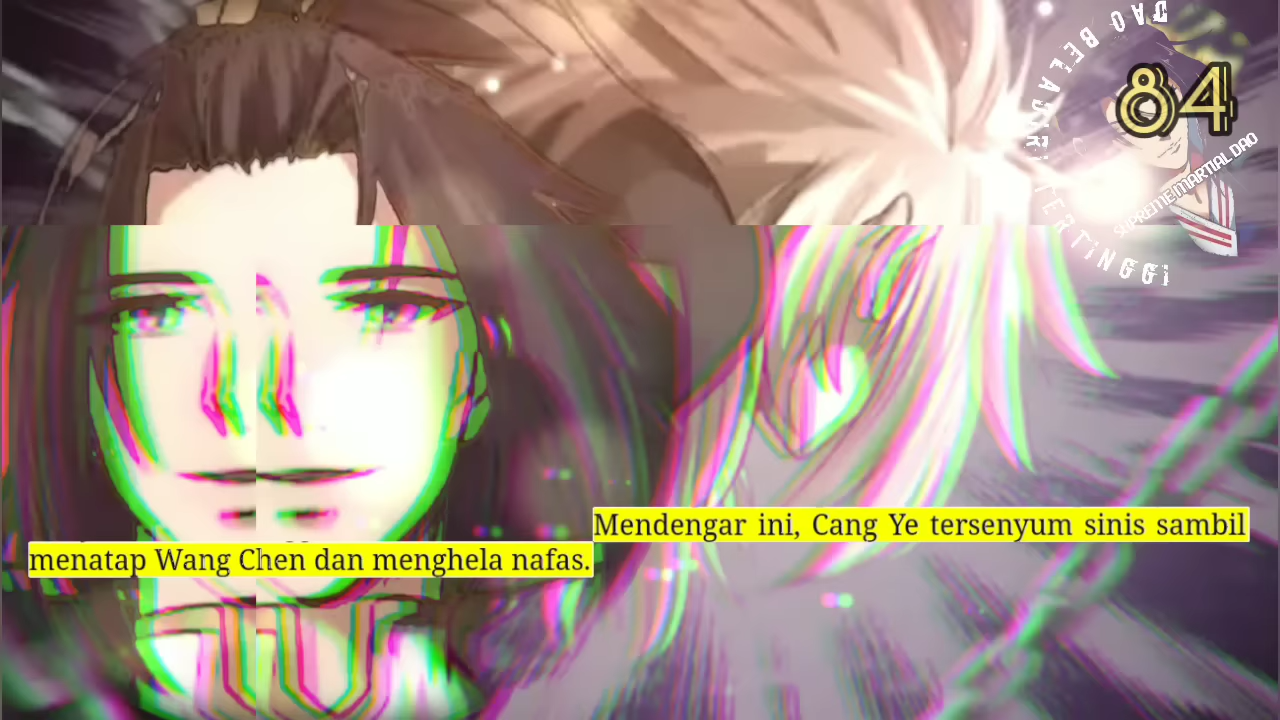 84
DAO BELADIRI TERTINGGI
SUPREME MARTIAL DAO
Mendengar ini, Cang Ye tersenyum sinis sambil
menatap Wang Chen dan menghela nafas.